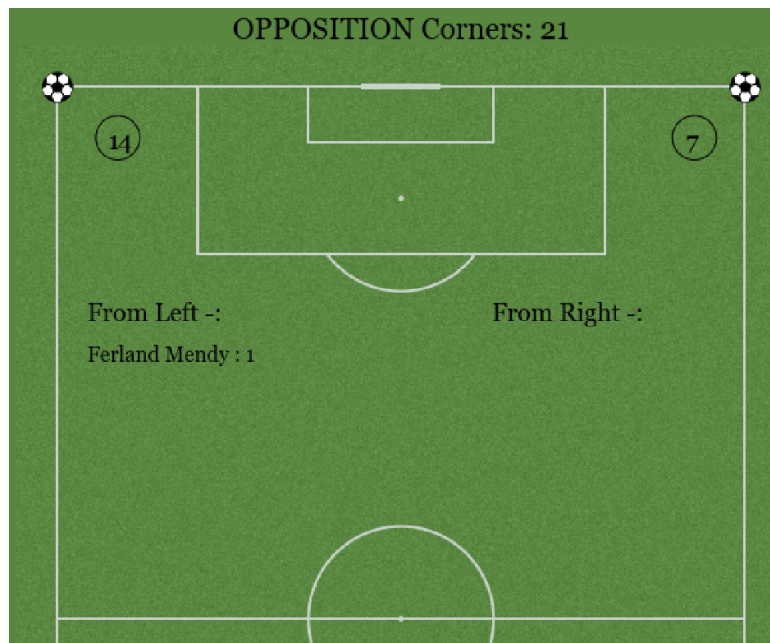 OPPOSITION Corners: 21
14
7
From Left -:
From Right -:
Ferland Mendy : 1